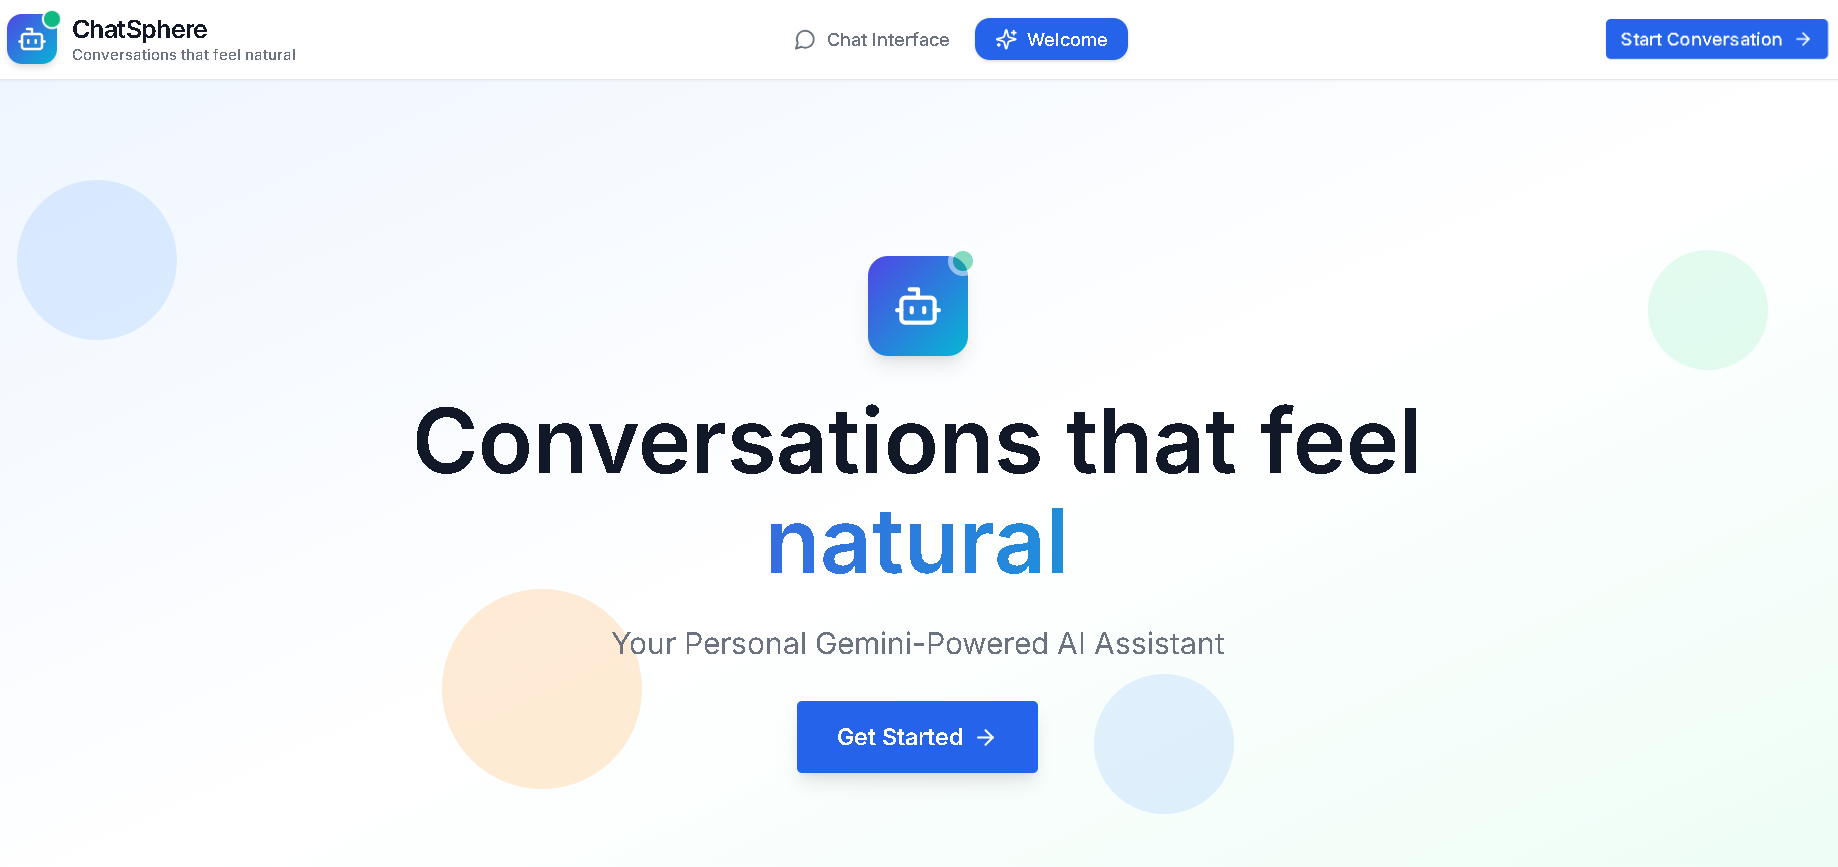 ChatSphere
Conversations that feel natural
Chat Interface
Welcome
Start Conversation
Conversations that feel
natural
Your Personal Gemini-Powered AI Assistant
Get Started